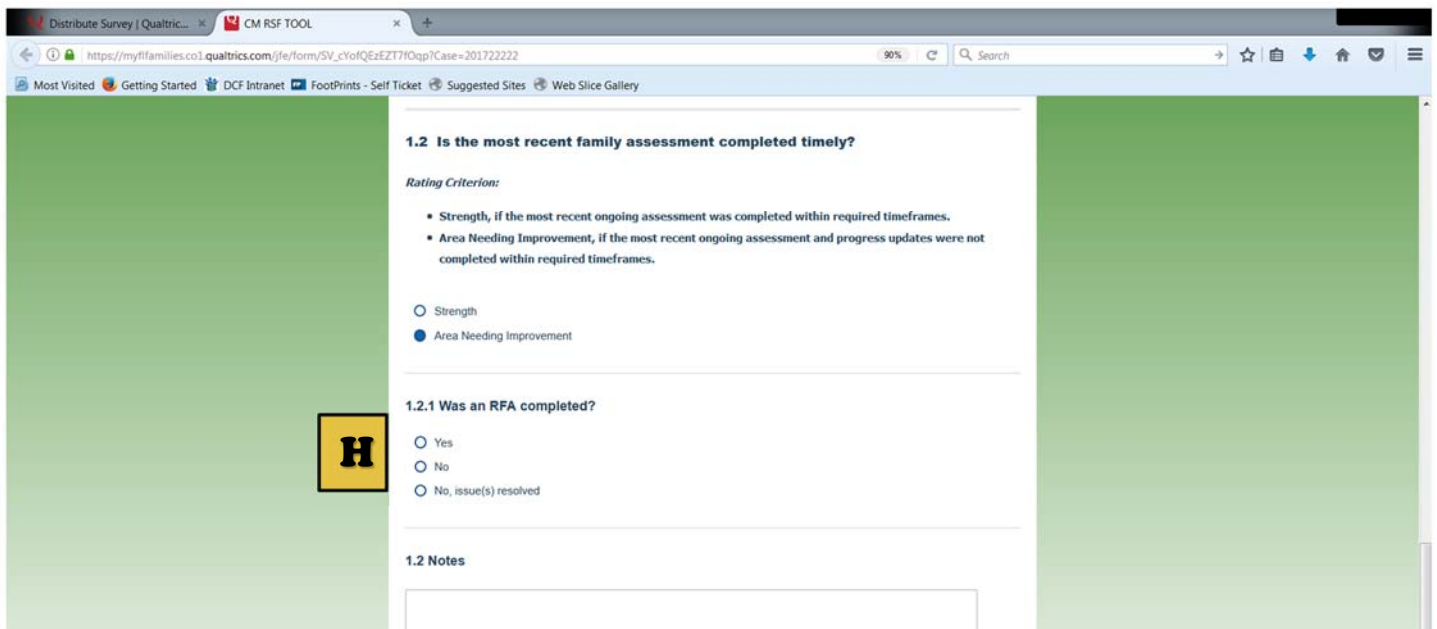 Distribute Survey | Qualtric... × CM RSF TOOL × +
https://myflfamilies.co1.qualtrics.com/jfe/form/SV_cYofQEzEZT7fOqp?Case=201722222 90% Search
Most Visited Getting Started DCF Intranet FootPrints - Self Ticket Suggested Sites Web Slice Gallery
1.2 Is the most recent family assessment completed timely?
Rating Criterion:
• Strength, if the most recent ongoing assessment was completed within required timeframes.
• Area Needing Improvement, if the most recent ongoing assessment and progress updates were not
completed within required timeframes.
Strength
Area Needing Improvement
1.2.1 Was an RFA completed?
H
Yes
No
No, issue(s) resolved
1.2 Notes